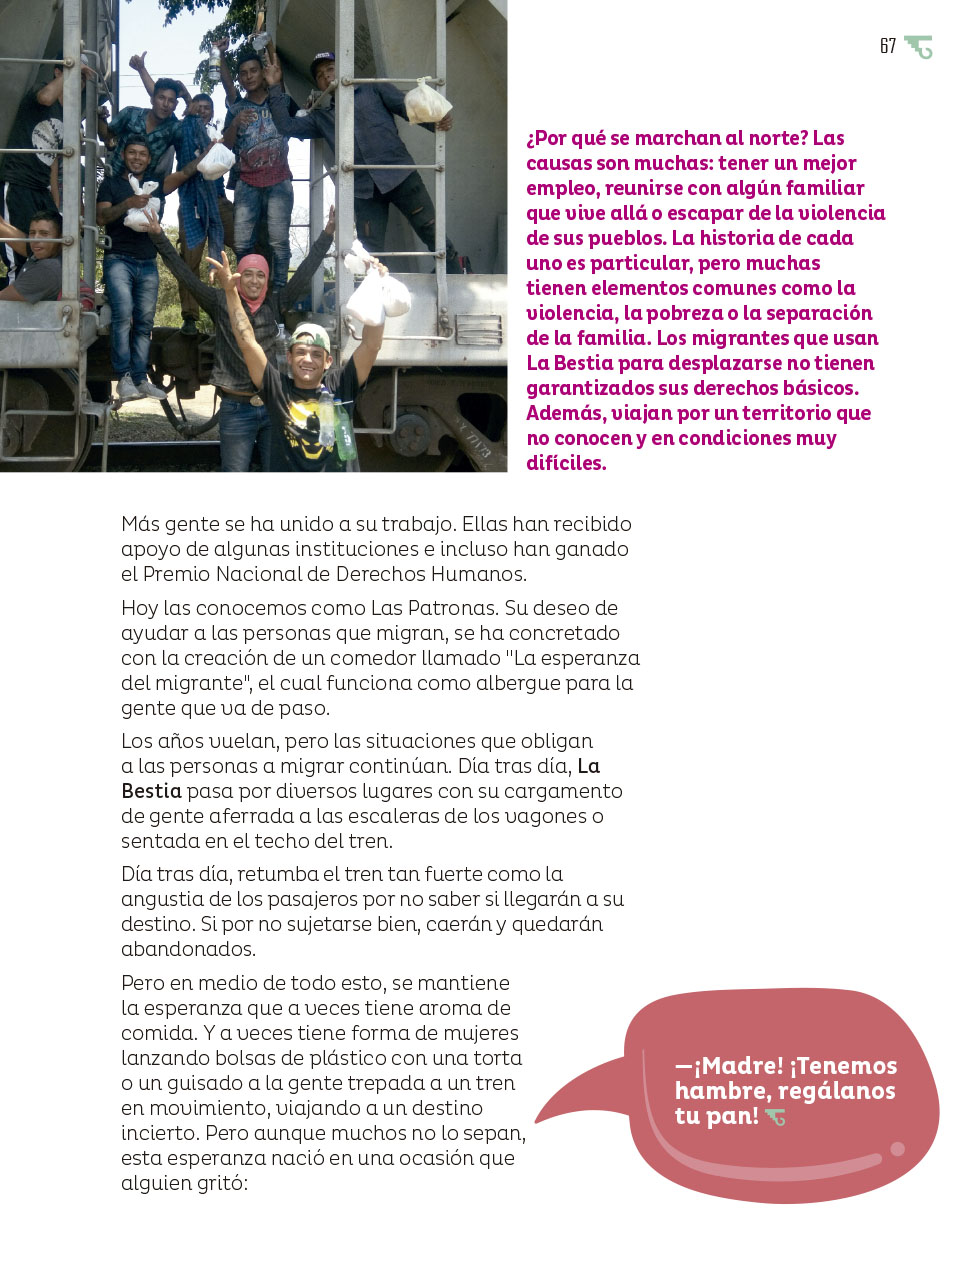 67
¿Por qué se marchan al norte? Las
causas son muchas: tener un mejor
empleo, reunirse con algún familiar
que vive allá o escapar de la violencia
de sus pueblos. La historia de cada
uno es particular, pero muchas
tienen elementos comunes como la
violencia, la pobreza o la separación
de la familia. Los migrantes que usan
La Bestia para desplazarse no tienen
garantizados sus derechos básicos.
Además, viajan por un territorio que
no conocen y en condiciones muy
difíciles.
Más gente se ha unido a su trabajo. Ellas han recibido
apoyo de algunas instituciones e incluso han ganado
el Premio Nacional de Derechos Humanos.
Hoy las conocemos como Las Patronas. Su deseo de
ayudar a las personas que migran, se ha concretado
con la creación de un comedor llamado "La esperanza
del migrante", el cual funciona como albergue para la
gente que va de paso.
Los años vuelan, pero las situaciones que obligan
a las personas a migrar continúan. Día tras día, La
Bestia pasa por diversos lugares con su cargamento
de gente aferrada a las escaleras de los vagones o
sentada en el techo del tren.
Día tras día, retumba el tren tan fuerte como la
angustia de los pasajeros por no saber si llegarán a su
destino. Si por no sujetarse bien, caerán y quedarán
abandonados.
Pero en medio de todo esto, se mantiene
la esperanza que a veces tiene aroma de
comida. Y a veces tiene forma de mujeres
lanzando bolsas de plástico con una torta
o un guisado a la gente trepada a un tren
en movimiento, viajando a un destino
incierto. Pero aunque muchos no lo sepan,
esta esperanza nació en una ocasión que
alguien gritó:
—¡Madre! ¡Tenemos
hambre, regálanos
tu pan!